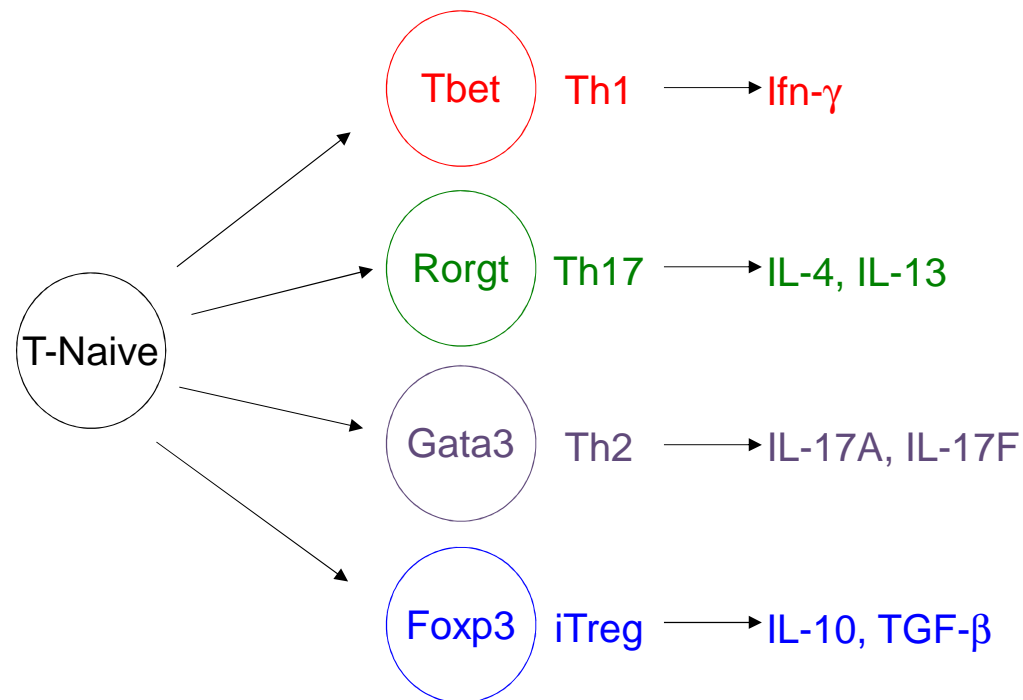 Tbet Th1 Ifn-γ
Rorgt Th17 IL-4, IL-13
T-Naive
Gata3 Th2 IL-17A, IL-17F
Foxp3 iTreg IL-10, TGF-β